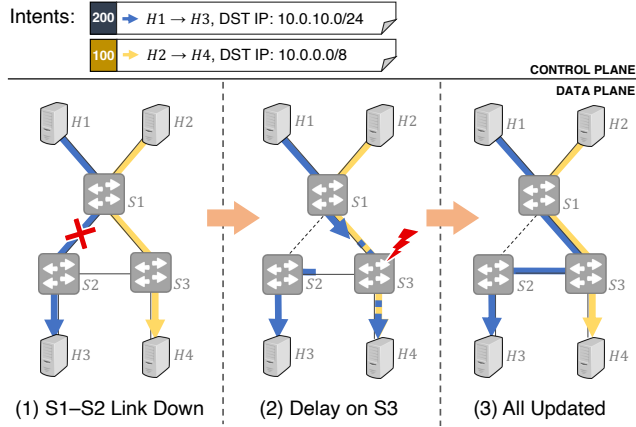 Intents:
200 H1 → H3, DST IP: 10.0.10.0/24
100 H2 → H4, DST IP: 10.0.0.0/8
CONTROL PLANE
DATA PLANE
H1 H2
S1
S2 S3
H3 H4
(1) S1–S2 Link Down
H1 H2
S1
S2 S3
H3 H4
(2) Delay on S3
H1 H2
S1
S2 S3
H3 H4
(3) All Updated